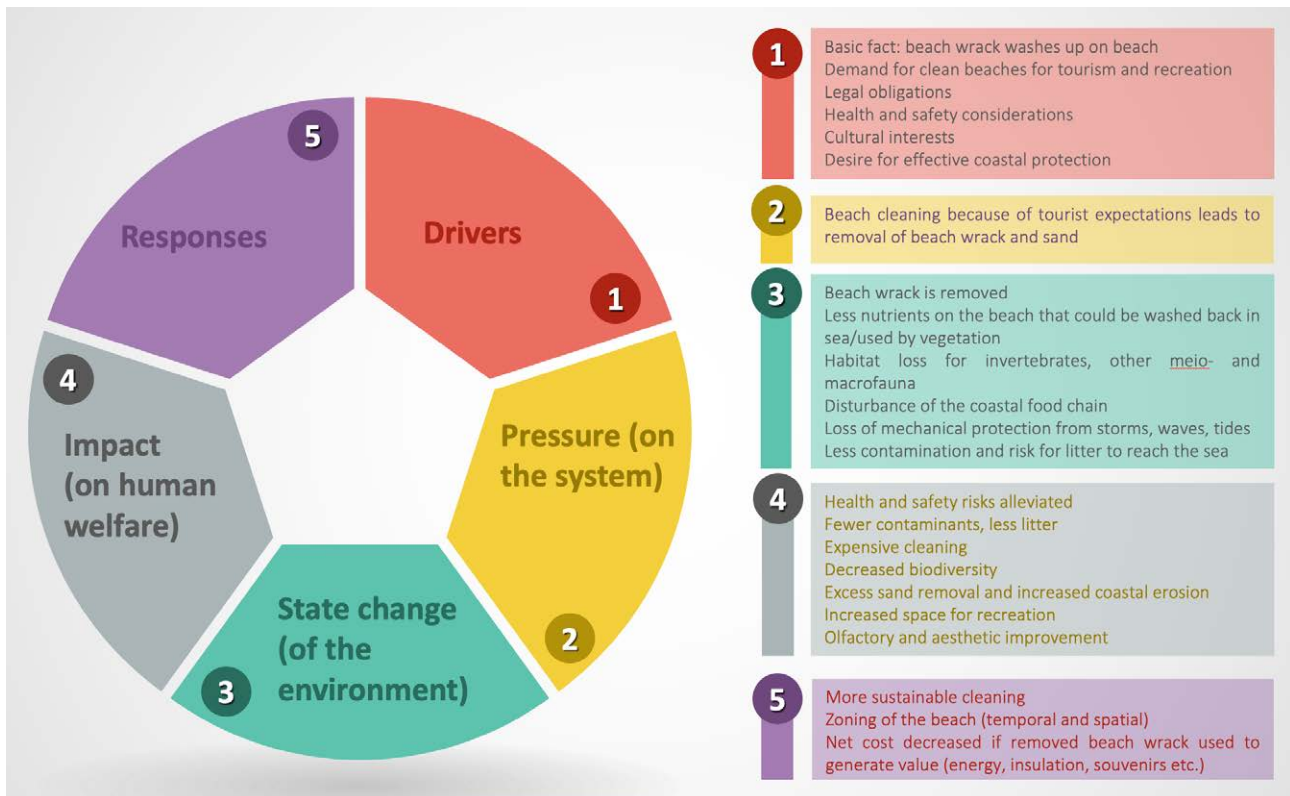 5
Responses
Drivers
1
4
Impact
(on human
welfare)
Pressure (on
the system)
State change
(of the
environment)
3
2
1
Basic fact: beach wrack washes up on beach
Demand for clean beaches for tourism and recreation
Legal obligations
Health and safety considerations
Cultural interests
Desire for effective coastal protection
2
Beach cleaning because of tourist expectations leads to
removal of beach wrack and sand
3
Beach wrack is removed
Less nutrients on the beach that could be washed back in
sea/used by vegetation
Habitat loss for invertebrates, other meio- and
macrofauna
Disturbance of the coastal food chain
Loss of mechanical protection from storms, waves, tides
Less contamination and risk for litter to reach the sea
4
Health and safety risks alleviated
Fewer contaminants, less litter
Expensive cleaning
Decreased biodiversity
Excess sand removal and increased coastal erosion
Increased space for recreation
Olfactory and aesthetic improvement
5
More sustainable cleaning
Zoning of the beach (temporal and spatial)
Net cost decreased if removed beach wrack used to
generate value (energy, insulation, souvenirs etc.)